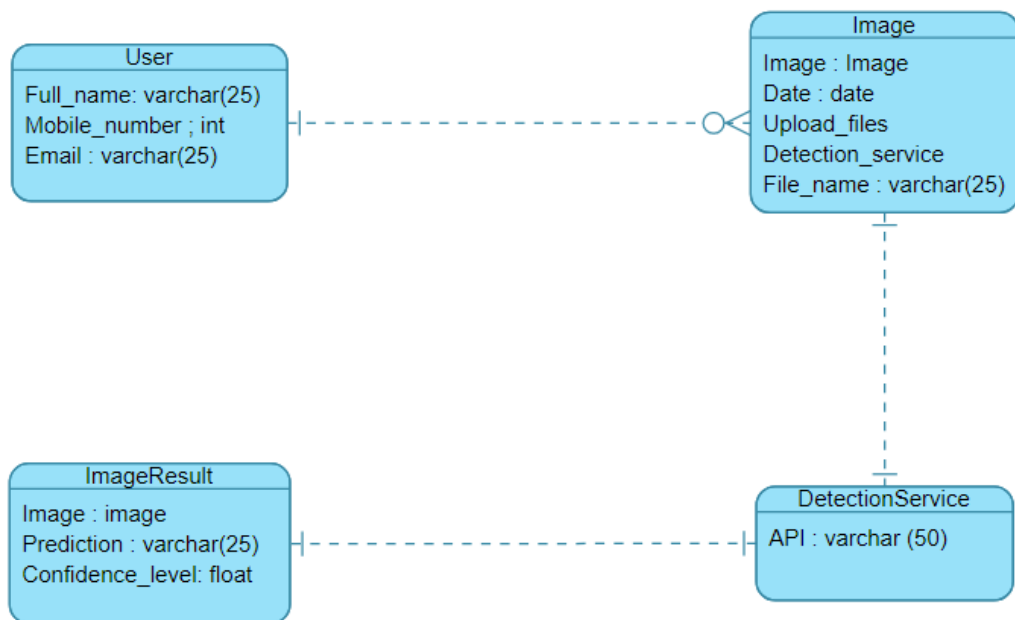 User
Full_name: varchar(25)
Mobile_number ; int
Email : varchar(25)
Image
Image : Image
Date : date
Upload_files
Detection_service
File_name : varchar(25)
ImageResult
Image : image
Prediction : varchar(25)
Confidence_level: float
DetectionService
API : varchar (50)